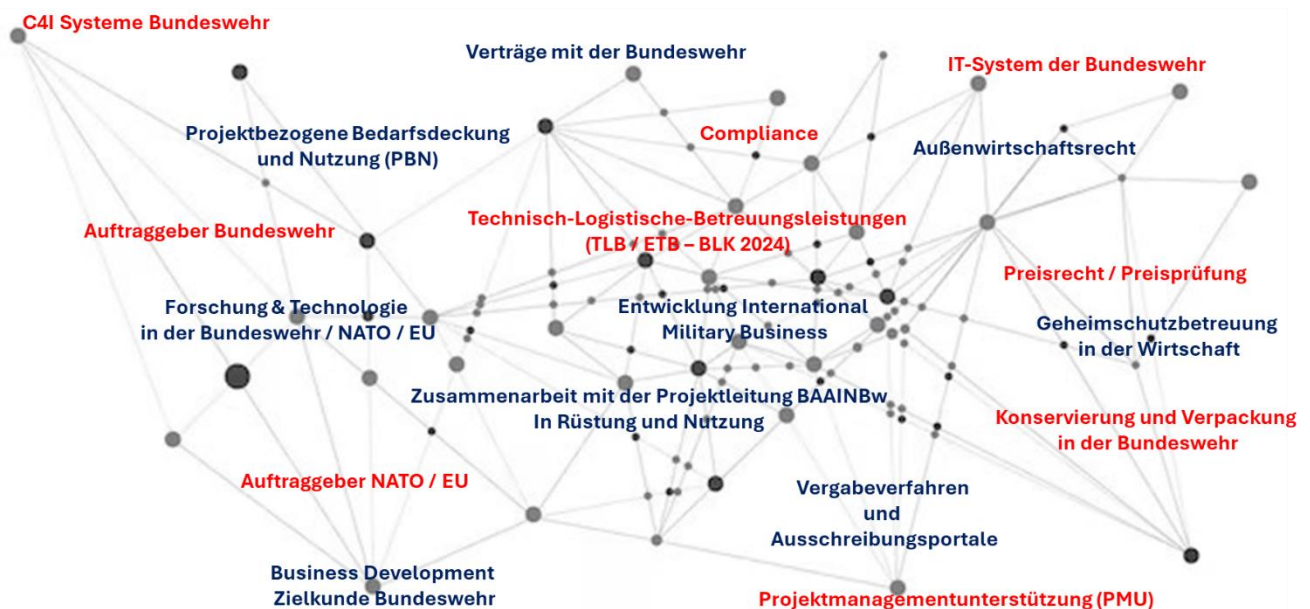 C4I Systeme Bundeswehr
Verträge mit der Bundeswehr
IT-System der Bundeswehr
Projektbezogene Bedarfsdeckung
und Nutzung (PBN)
Compliance
Außenwirtschaftsrecht
Auftraggeber Bundeswehr
Technisch-Logistische-Betreuungsleistungen
(TLB / ETB – BLK 2024)
Preisrecht / Preisprüfung
Forschung & Technologie
in der Bundeswehr / NATO / EU
Entwicklung International
Military Business
Geheimschutzbetreuung
in der Wirtschaft
Zusammenarbeit mit der Projektleitung BAAINBw
In Rüstung und Nutzung
Konservierung und Verpackung
in der Bundeswehr
Auftraggeber NATO / EU
Vergabeverfahren
und
Ausschreibungsportale
Business Development
Zielkunde Bundeswehr
Projektmanagementunterstützung (PMU)